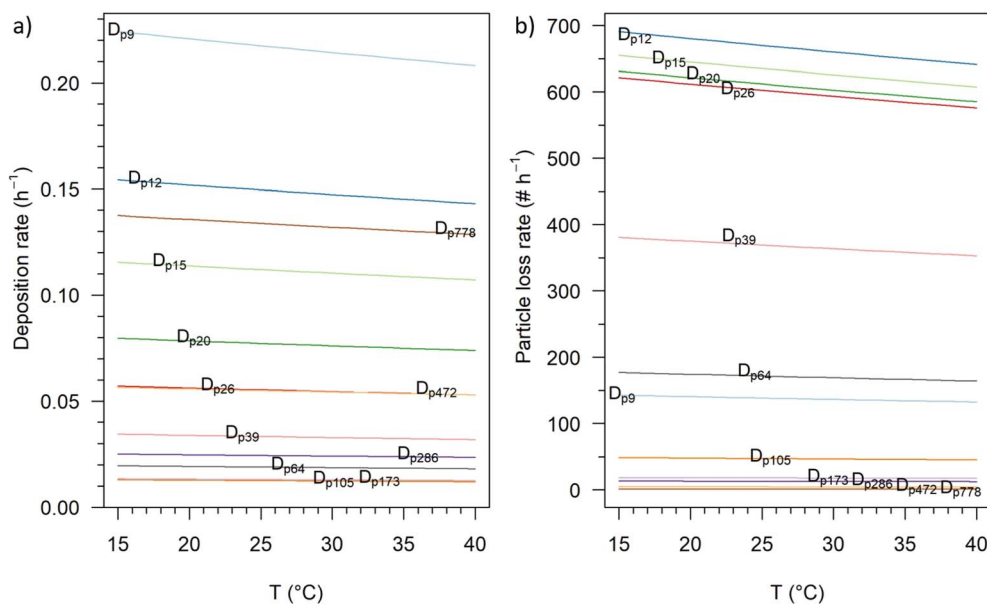 a)
Deposition rate (h⁻¹)
0.20
0.15
0.10
0.05
0.00
Dp9
Dp12
Dp778
Dp15
Dp20
Dp26
Dp472
Dp39
Dp286
Dp64
Dp105
Dp173
15 20 25 30 35 40
T (°C)
b)
Particle loss rate (# h⁻¹)
700
600
500
400
300
200
100
0
Dp12
Dp15
Dp20
Dp26
Dp39
Dp64
Dp9
Dp105
Dp173
Dp286
Dp472
Dp778
15 20 25 30 35 40
T (°C)